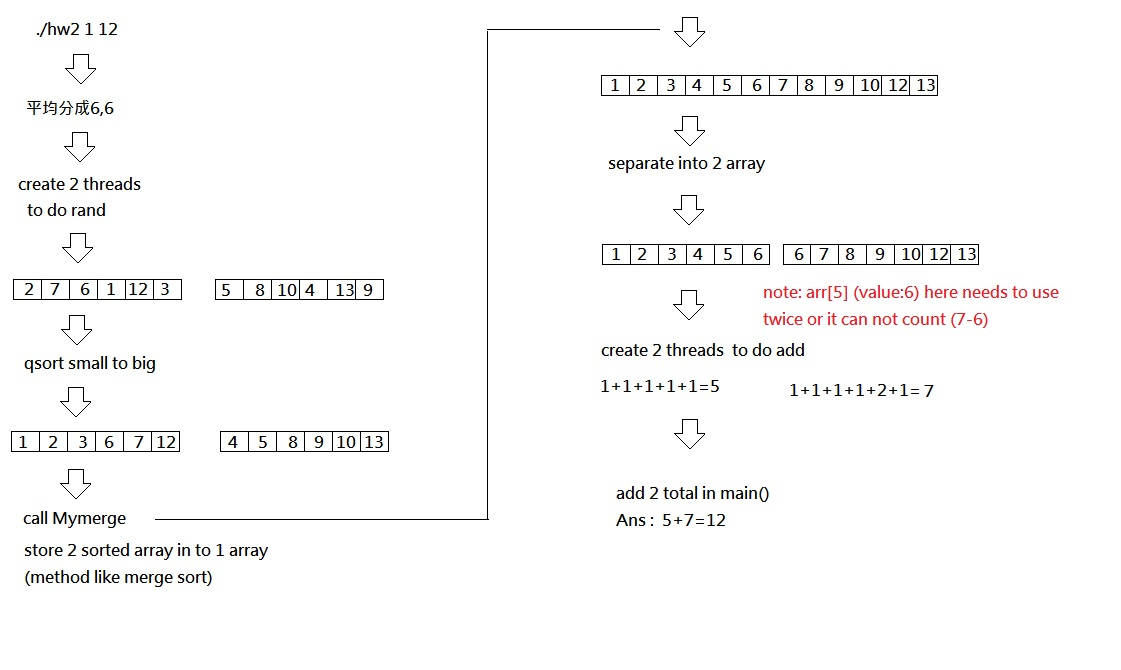 ./hw2 1 12
平均分成6,6
create 2 threads
to do rand
2 7 6 1 12 3 5 8 10 4 13 9
qsort small to big
1 2 3 6 7 12 4 5 8 9 10 13
call Mymerge
store 2 sorted array in to 1 array
(method like merge sort)
1 2 3 4 5 6 7 8 9 10 12 13
separate into 2 array
1 2 3 4 5 6 6 7 8 9 10 12 13
note: arr[5] (value:6) here needs to use
twice or it can not count (7-6)
create 2 threads to do add
1+1+1+1+1=5 1+1+1+1+2+1= 7
add 2 total in main()
Ans : 5+7=12